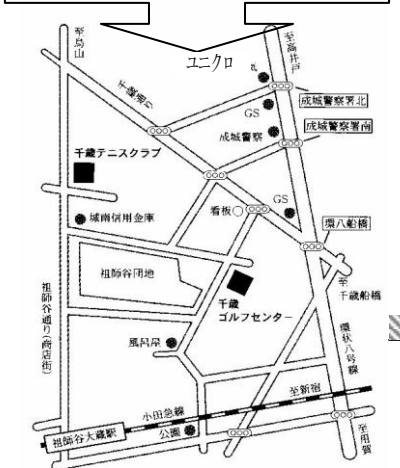 至烏山
ユニクロ
至高井戸
千歳通り
成城警察署北
GS
成城警察
成城警察署南
千歳テニスクラブ
GS
看板
城南信用金庫
環八船橋
祖師谷団地
至
千歳船橋
千歳
ゴルフセンター
祖師谷通り(商店街)
環状八号線
風呂屋
至新宿
小田急線
祖師谷大蔵駅
公園
至用賀